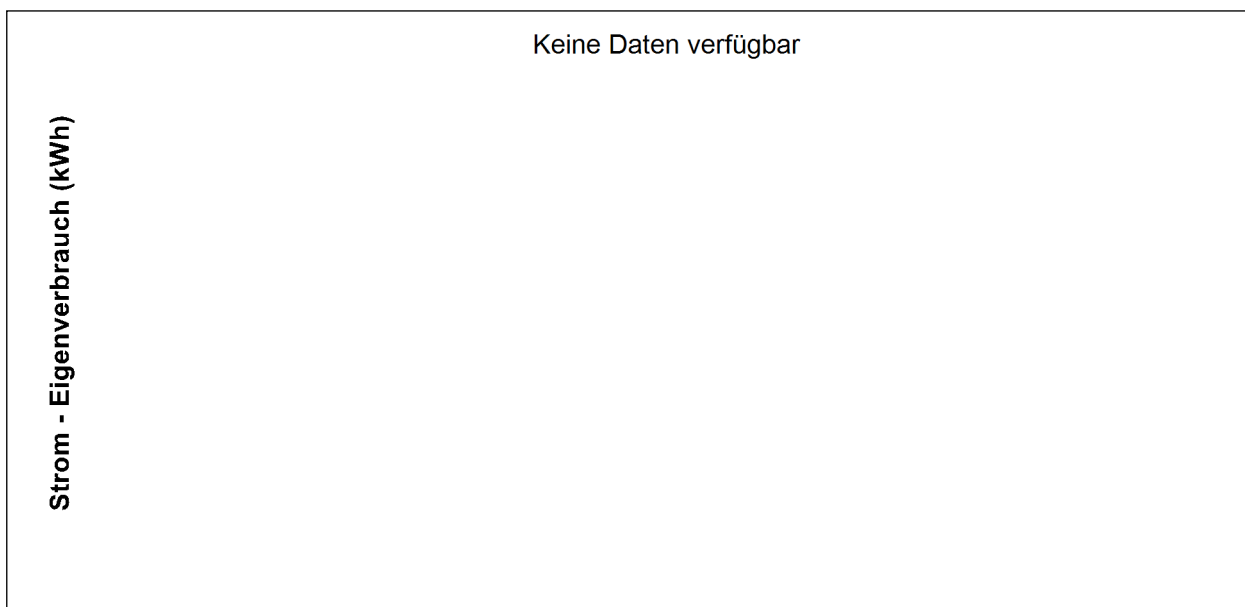 Keine Daten verfügbar
Strom - Eigenverbrauch (kWh)